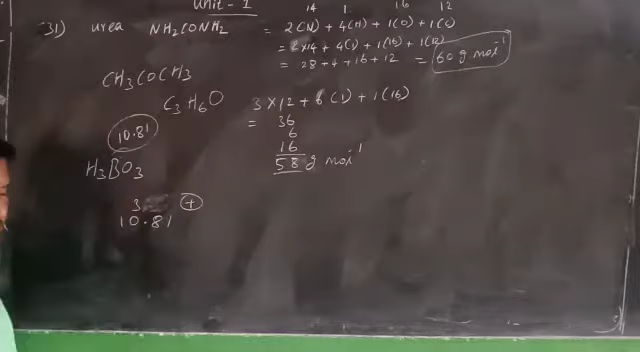 Unit - 1
14 1 16 12
31) urea NH2CONH2 = 2(N) + 4(H) + 1(O) + 1(C)
= 2x14 + 4(1) + 1(16) + 1(12)
= 28 + 4 + 16 + 12 = 60 g mol-1
CH3COCH3
C3H6O 3 x 12 + 6(1) + 1(16)
10.81 = 36
6
16
H3BO3 58 g mol-1
3 +
10.81